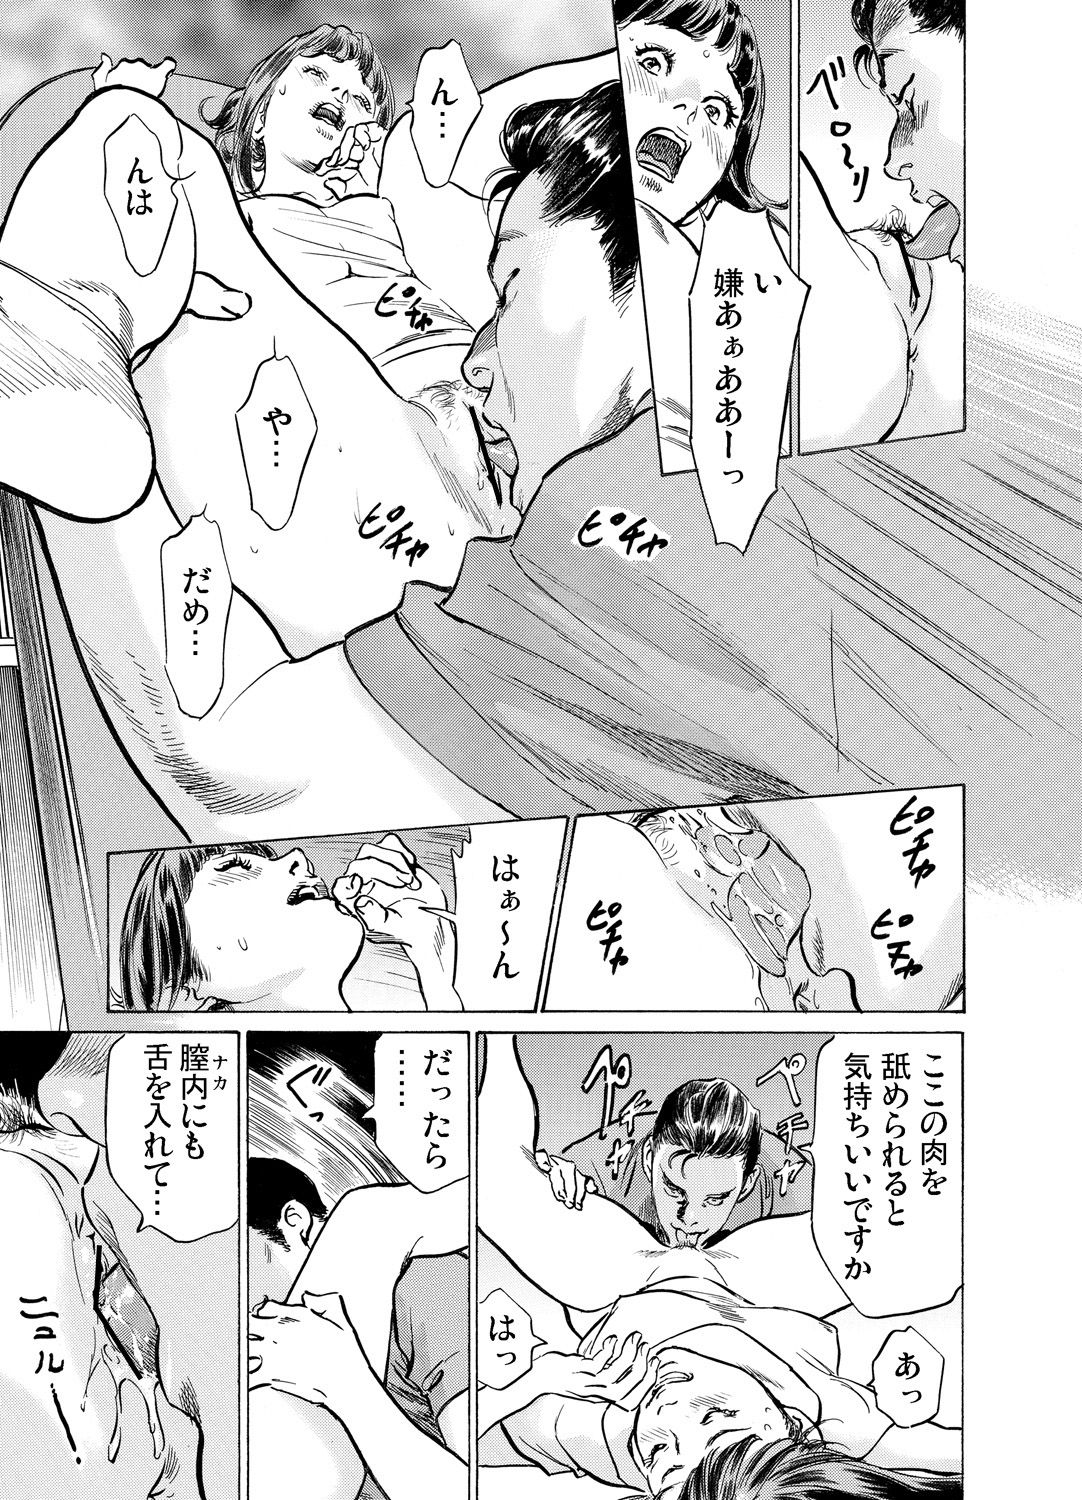 ベロ〜リ
い
嫌あぁああーっ
ん…
んは
や…
だめ…
ピチャ
ピチャ
ピチャ
ピチャ
ピチャ
ピチャ
はぁ〜ん
ここの肉を
舐められると
気持ちいいですか
ペチャ
ペチャ
あっ
はっ
だったら
……
膣内にも
ナカ
舌を入れて…
ニュルー!